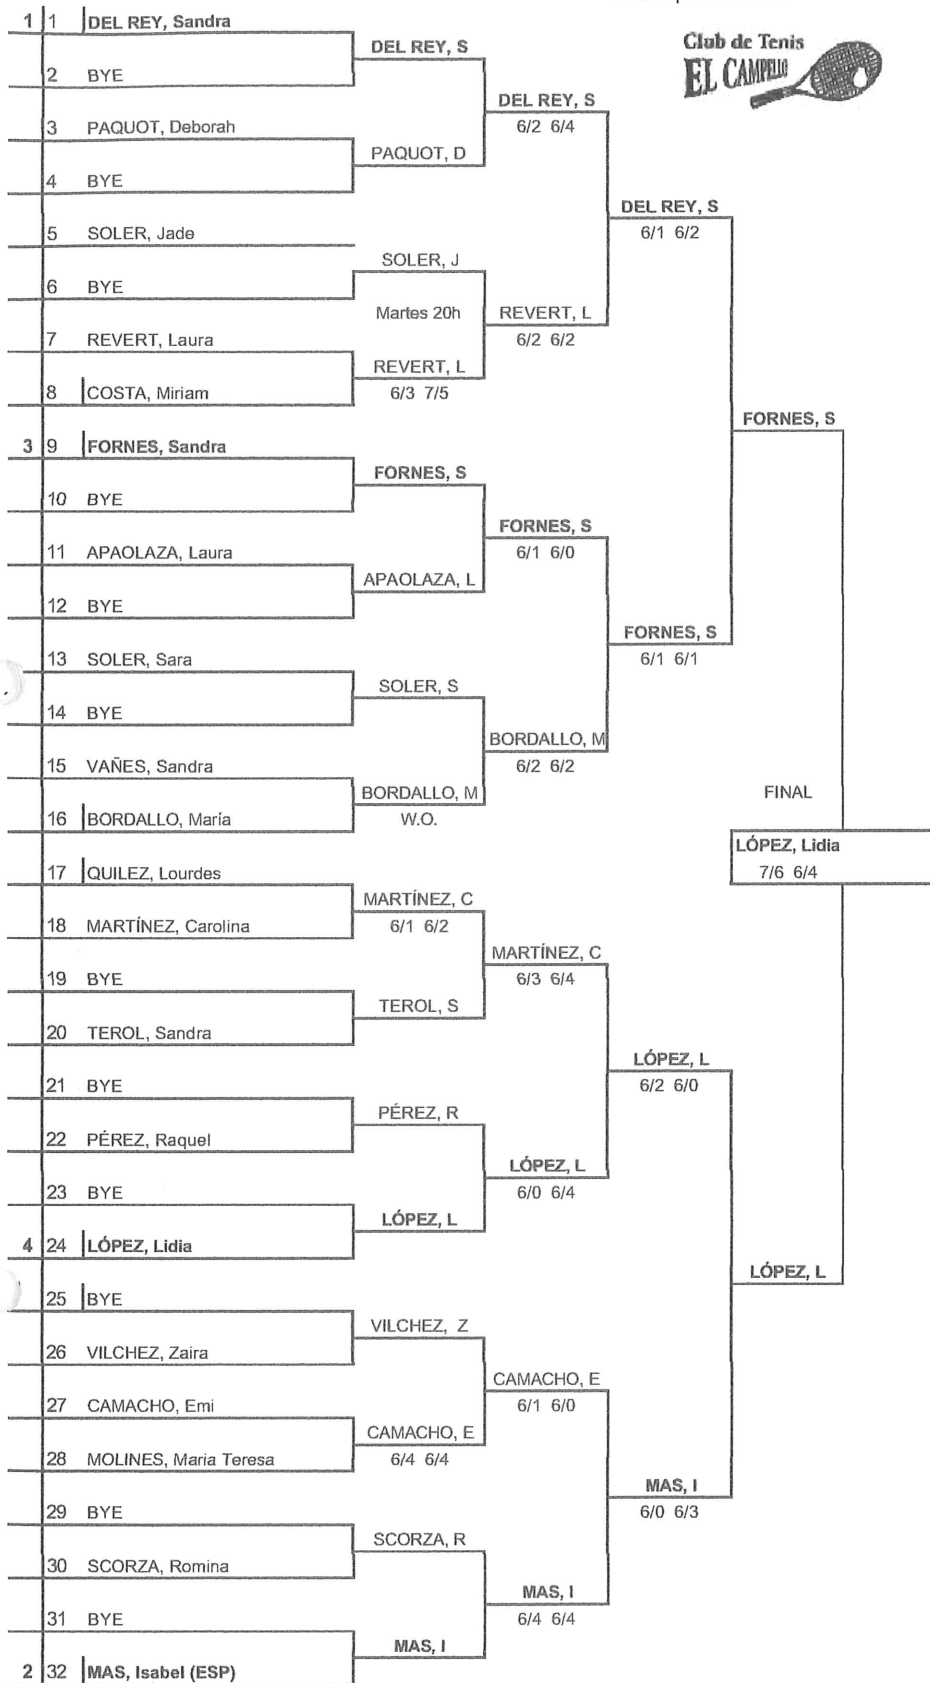 Club de Tenis
EL CAMPELLO
1 1 DEL REY, Sandra
DEL REY, S
2 BYE
DEL REY, S
6/2 6/4
3 PAQUOT, Deborah
PAQUOT, D
4 BYE
DEL REY, S
6/1 6/2
5 SOLER, Jade
SOLER, J
6 BYE
Martes 20h
REVERT, L
6/2 6/2
7 REVERT, Laura
REVERT, L
6/3 7/5
8 COSTA, Miriam
FORNES, S
3 9 FORNES, Sandra
FORNES, S
10 BYE
FORNES, S
6/1 6/0
11 APAOLAZA, Laura
APAOLAZA, L
12 BYE
FORNES, S
6/1 6/1
13 SOLER, Sara
SOLER, S
14 BYE
BORDALLO, M
6/2 6/2
15 VAÑES, Sandra
BORDALLO, M
W.O.
16 BORDALLO, María
FINAL
LÓPEZ, Lidia
7/6 6/4
17 QUILEZ, Lourdes
MARTÍNEZ, C
6/1 6/2
18 MARTÍNEZ, Carolina
MARTÍNEZ, C
6/3 6/4
19 BYE
TEROL, S
20 TEROL, Sandra
LÓPEZ, L
6/2 6/0
21 BYE
PÉREZ, R
22 PÉREZ, Raquel
LÓPEZ, L
6/0 6/4
23 BYE
LÓPEZ, L
4 24 LÓPEZ, Lidia
LÓPEZ, L
25 BYE
VILCHEZ, Z
26 VILCHEZ, Zaira
CAMACHO, E
6/1 6/0
27 CAMACHO, Emi
CAMACHO, E
6/4 6/4
28 MOLINES, Maria Teresa
MAS, I
6/0 6/3
29 BYE
SCORZA, R
30 SCORZA, Romina
MAS, I
6/4 6/4
31 BYE
MAS, I
2 32 MAS, Isabel (ESP)